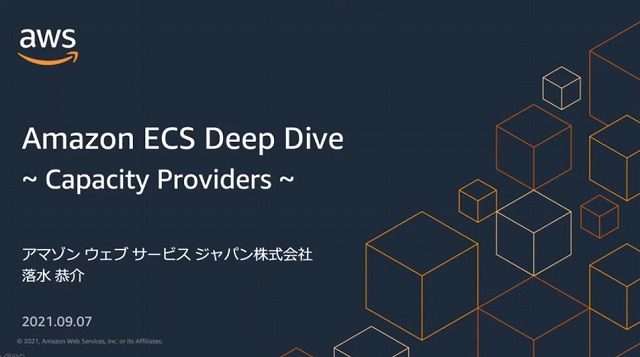 aws
Amazon ECS Deep Dive
~ Capacity Providers ~
アマゾン ウェブ サービス ジャパン株式会社
落水 恭介
2021.09.07
© 2021, Amazon Web Services, Inc. or its Affiliates.